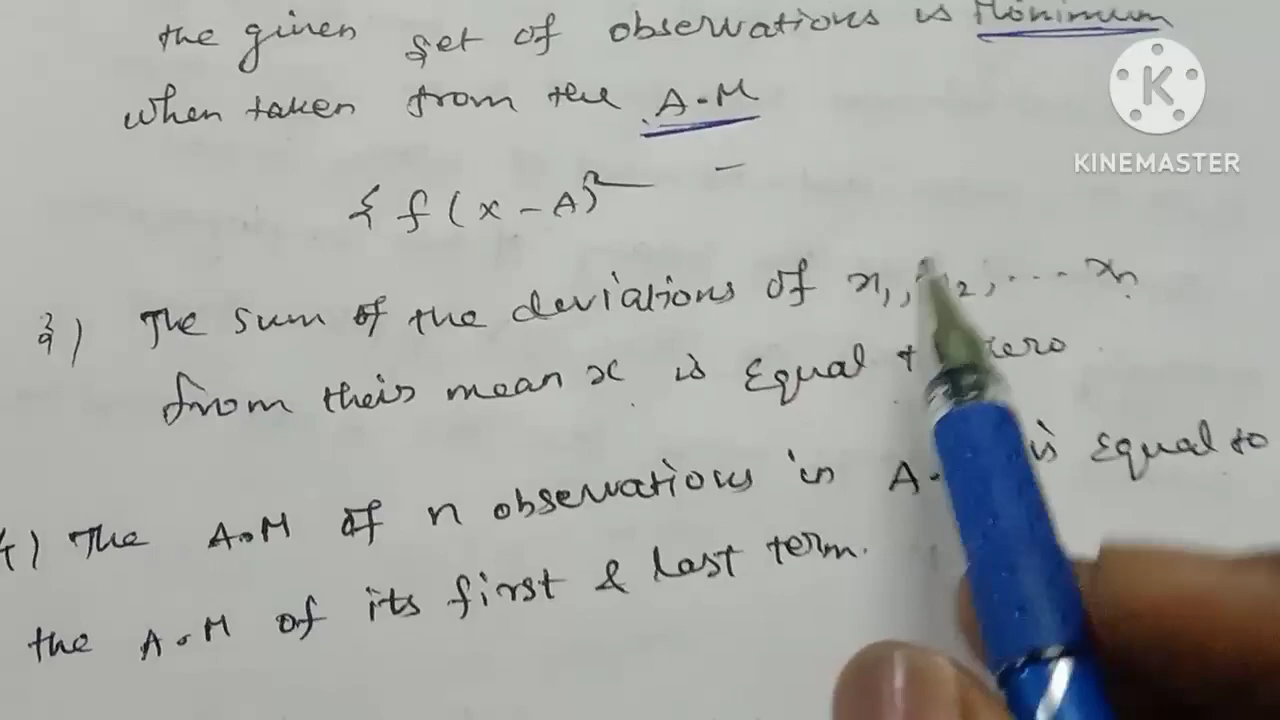 the given set of observations is Minimum
when taken from the A.M
Σ f(x-A)² -
3) The sum of the deviations of x₁, x₂, .... xn
from their mean x is equal zero.
4) The A.M of n observations in A. is equal to
the A.M of its first & last term.
K
KINEMASTER